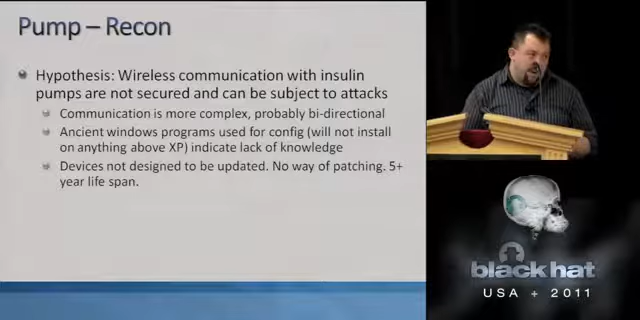 Pump – Recon
Hypothesis: Wireless communication with insulin
pumps are not secured and can be subject to attacks
Communication is more complex, probably bi-directional
Ancient windows programs used for config (will not install
on anything above XP) indicate lack of knowledge
Devices not designed to be updated. No way of patching. 5+
year life span.
black hat
USA + 2011